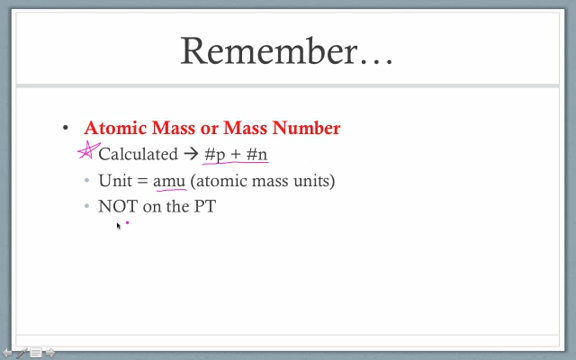 Remember…
• Atomic Mass or Mass Number
Calculated → #p + #n
• Unit = amu (atomic mass units)
• NOT on the PT